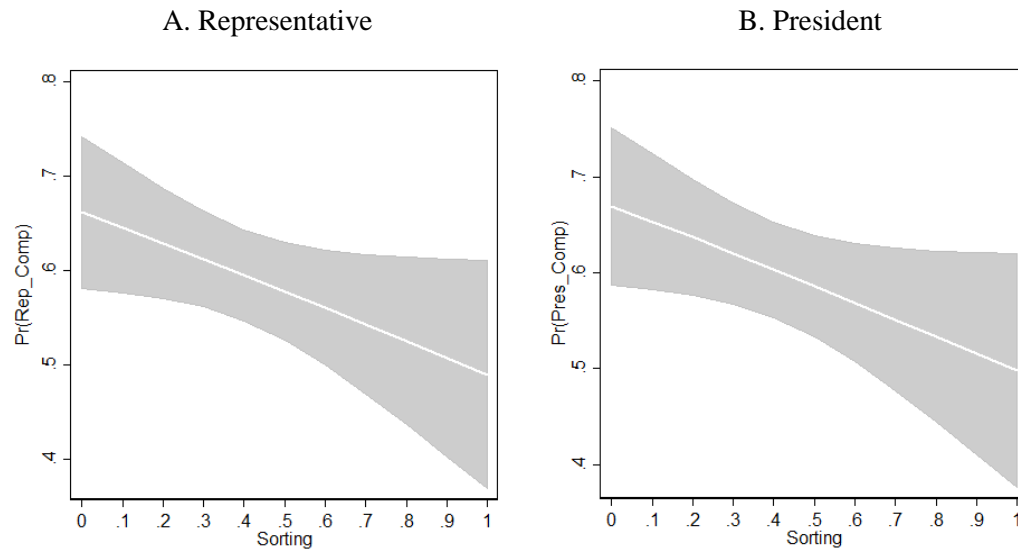 A. Representative
B. President
Pr(Rep_Comp)
.8
.7
.6
.5
.4
0 .1 .2 .3 .4 .5 .6 .7 .8 .9 1
Sorting
Pr(Pres_Comp)
.8
.7
.6
.5
.4
0 .1 .2 .3 .4 .5 .6 .7 .8 .9 1
Sorting